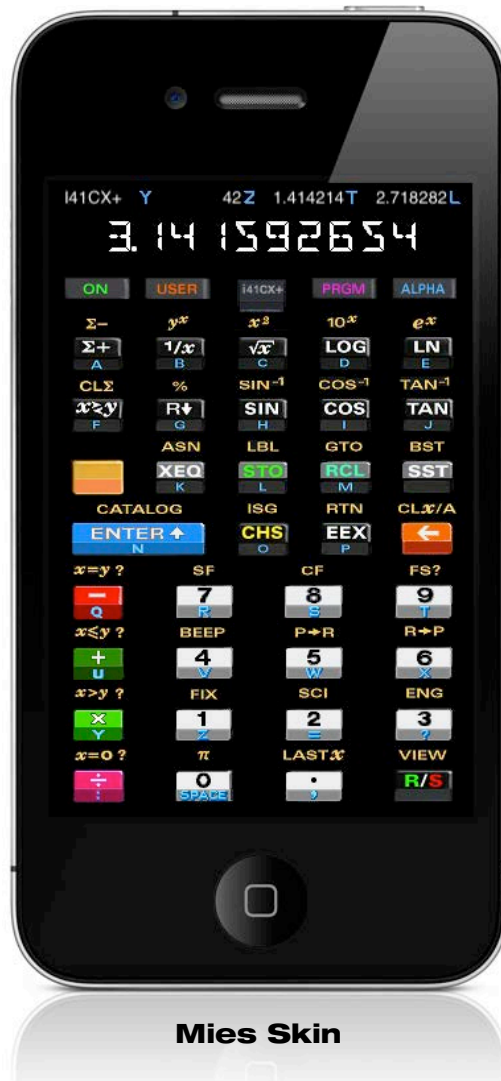 I41CX+ Y 42Z 1.414214T 2.718282L
3.141592654
ON USER i41CX+ PRGM ALPHA
Σ− yˣ x² 10ˣ eˣ
Σ+ 1/x √x LOG LN
A B C D E
CLΣ % SIN⁻¹ COS⁻¹ TAN⁻¹
x≷y R↓ SIN COS TAN
F G H I J
ASN LBL GTO BST
XEQ STO RCL SST
K L M
CATALOG ISG RTN CLx/A
ENTER↑ CHS EEX ←
N O P
x=y? SF CF FS?
− 7 8 9
Q R S T
x≤y? BEEP P→R R→P
+ 4 5 6
U V W X
x>y? FIX SCI ENG
× 1 2 3
Y Z = ?
x=0? π LASTx VIEW
÷ 0 . R/S
: SPACE ,
Mies Skin